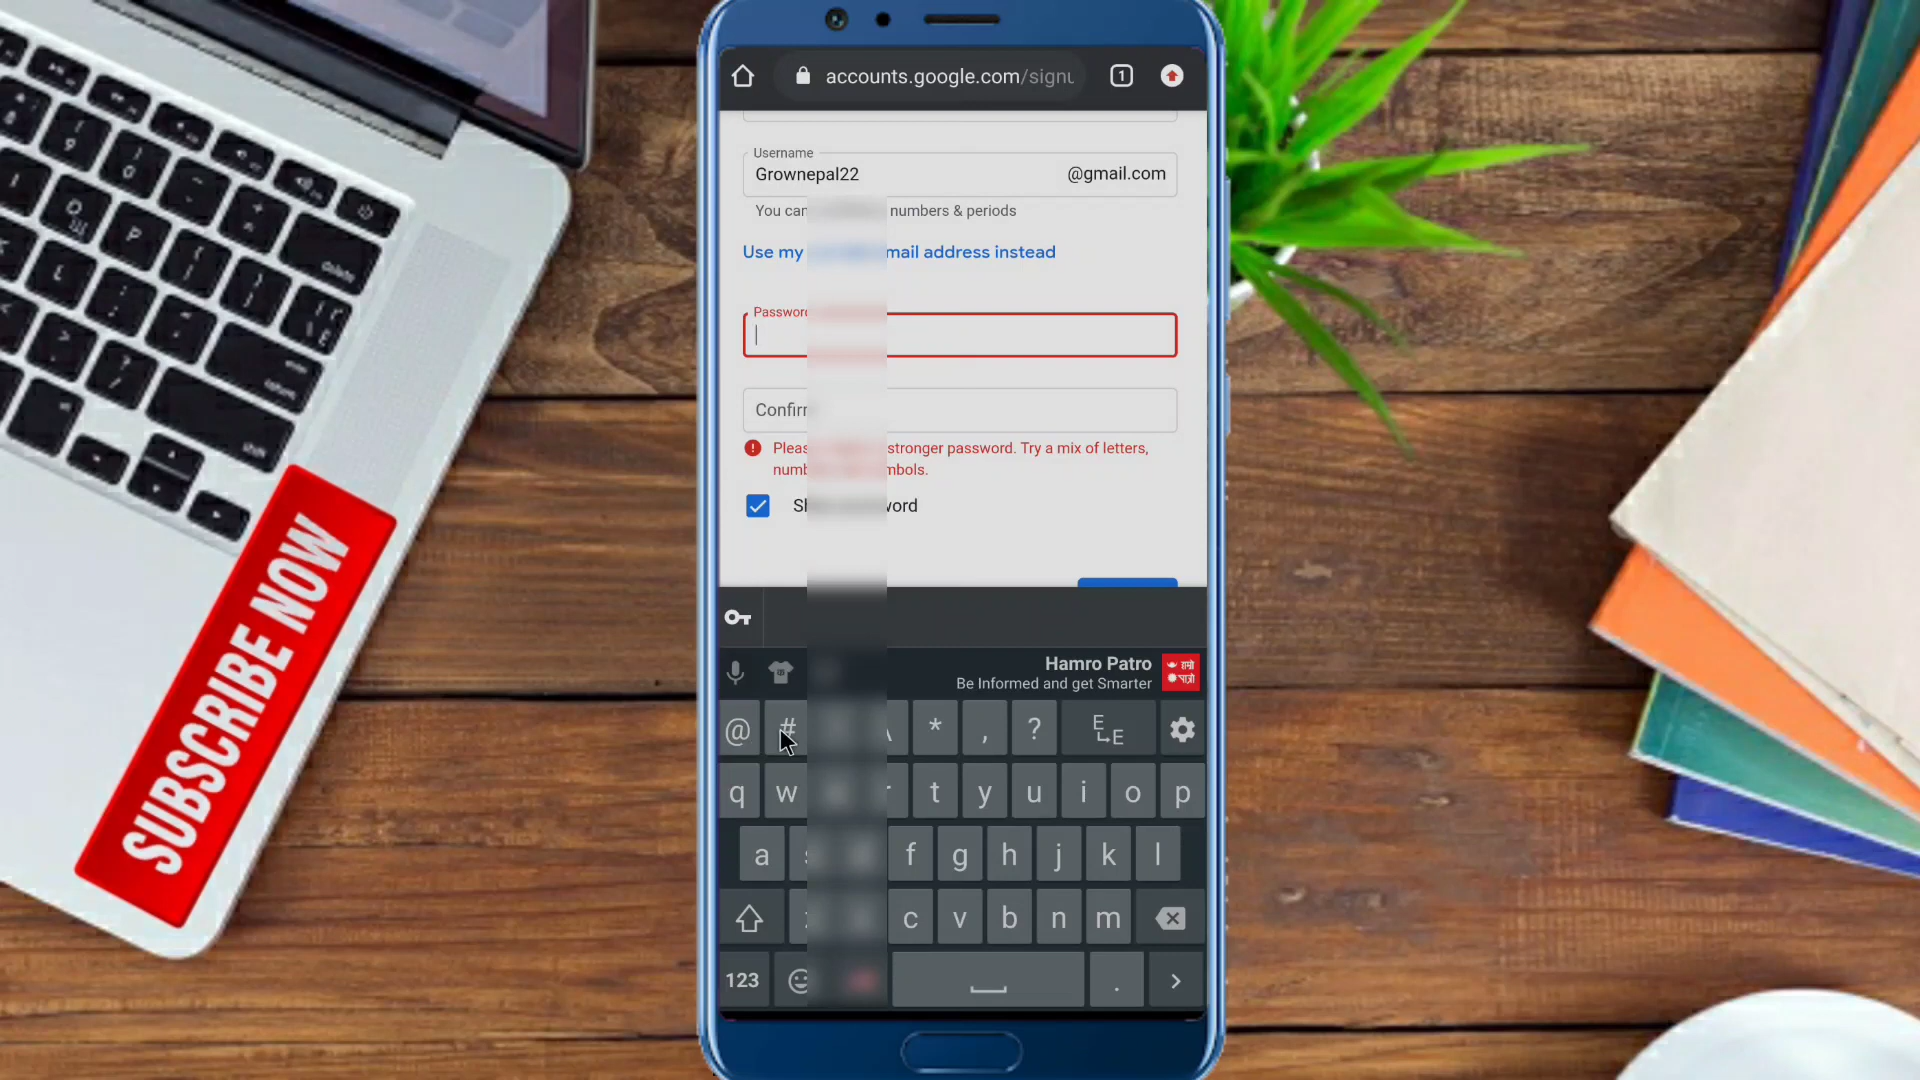 accounts.google.com/signu
1
Username
Grownepal22
@gmail.com
You can numbers & periods
Use my mail address instead
Password
Confirm
Pleas stronger password. Try a mix of letters,
numb mbols.
Sh word
Hamro Patro
Be Informed and get Smarter
हाम्रो
पात्रो
@ # * , ? E E
q w r t y u i o p
a s f g h j k l
z c v b n m
123 .
SUBSCRIBE NOW